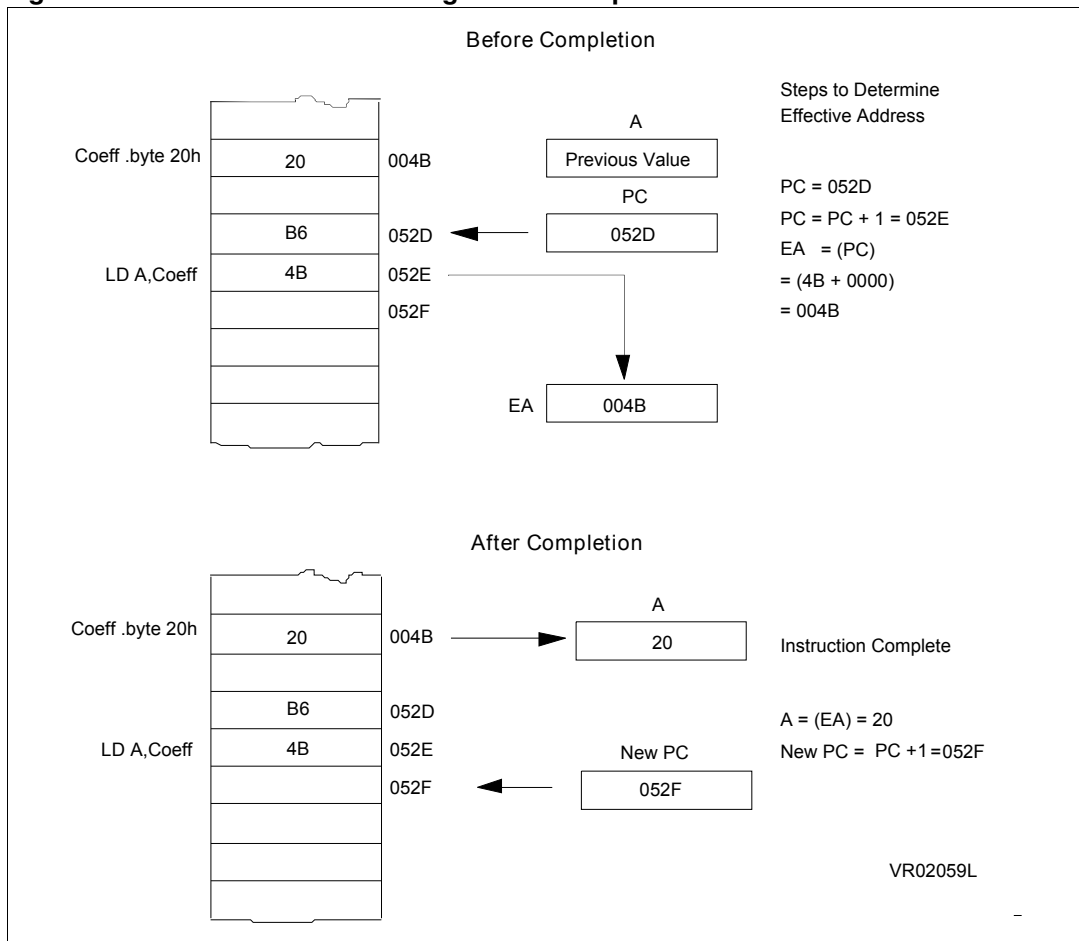 Before Completion
Steps to Determine
Effective Address
A
Coeff .byte 20h 20 004B Previous Value
PC
PC = 052D
B6 052D 052D
PC = PC + 1 = 052E
LD A,Coeff 4B 052E
EA = (PC)
052F
= (4B + 0000)
= 004B
EA 004B
After Completion
A
Coeff .byte 20h 20 004B 20 Instruction Complete
B6 052D
A = (EA) = 20
LD A,Coeff 4B 052E New PC
New PC = PC +1=052F
052F 052F
VR02059L